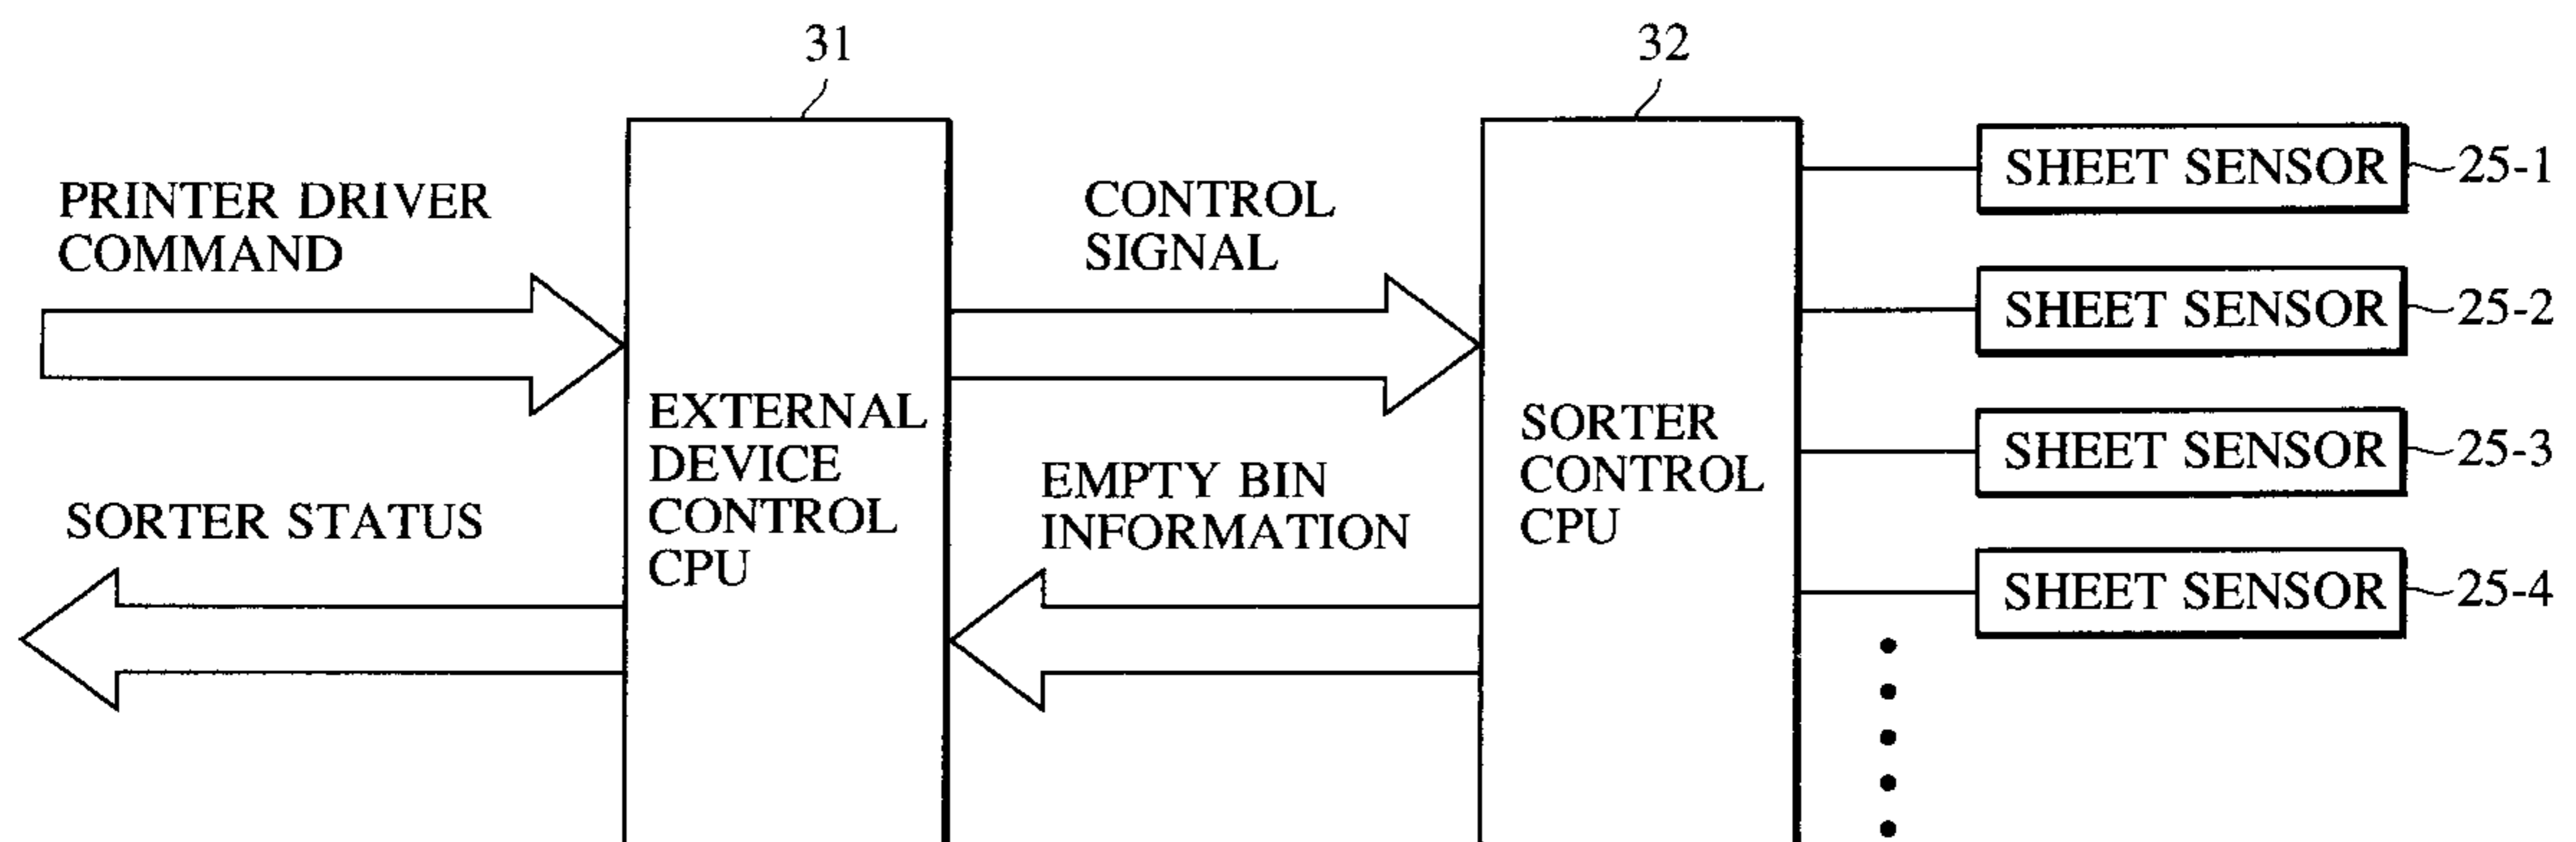 31
32
PRINTER DRIVER
COMMAND
CONTROL
SIGNAL
SHEET SENSOR 25-1
SHEET SENSOR 25-2
EXTERNAL
DEVICE
CONTROL
CPU
SORTER
CONTROL
CPU
SHEET SENSOR 25-3
SORTER STATUS
EMPTY BIN
INFORMATION
SHEET SENSOR 25-4